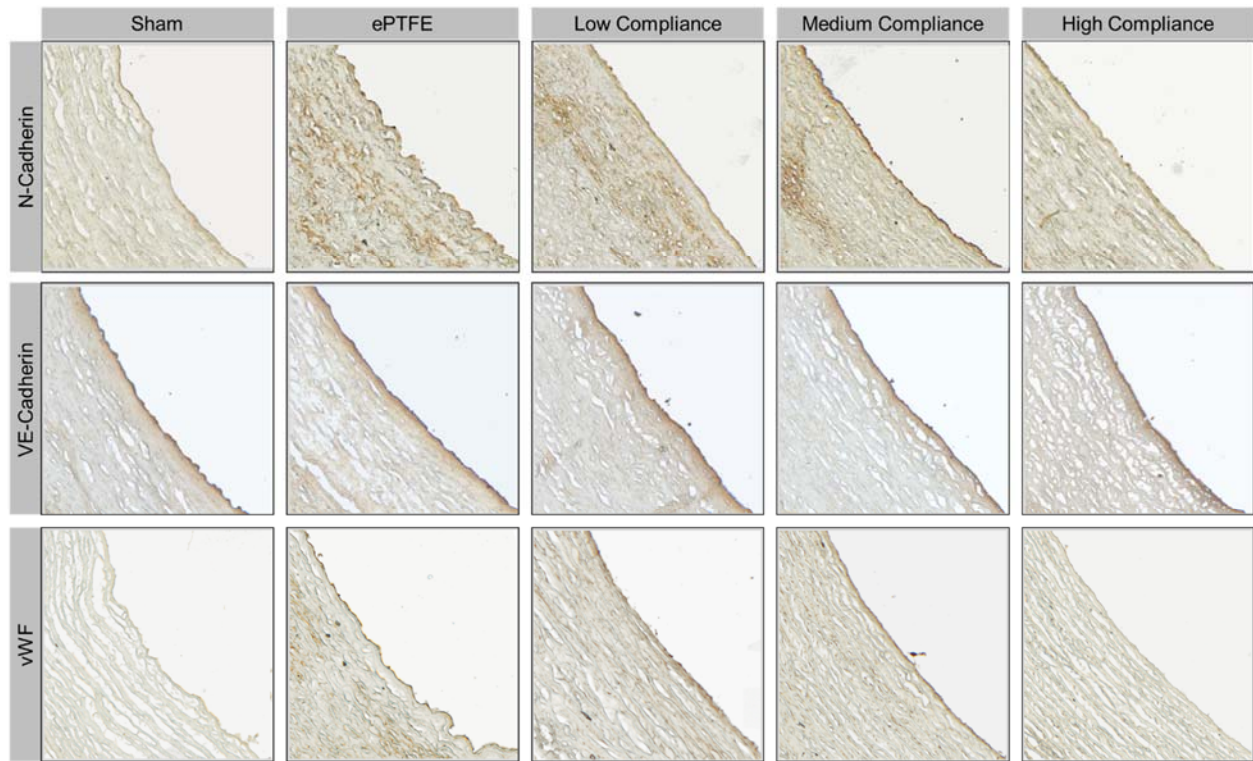 Sham
ePTFE
Low Compliance
Medium Compliance
High Compliance
N-Cadherin
VE-Cadherin
vWF